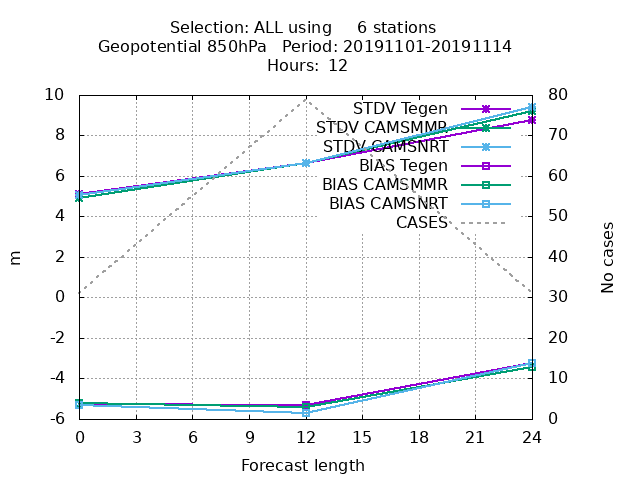 Selection: ALL using 6 stations
Geopotential 850hPa Period: 20191101-20191114
Hours: 12
STDV Tegen
STDV CAMSMMR
STDV CAMSNRT
BIAS Tegen
BIAS CAMSMMR
BIAS CAMSNRT
CASES
10
8
6
4
2
0
-2
-4
-6
m
80
70
60
50
40
30
20
10
0
No cases
0 3 6 9 12 15 18 21 24
Forecast length